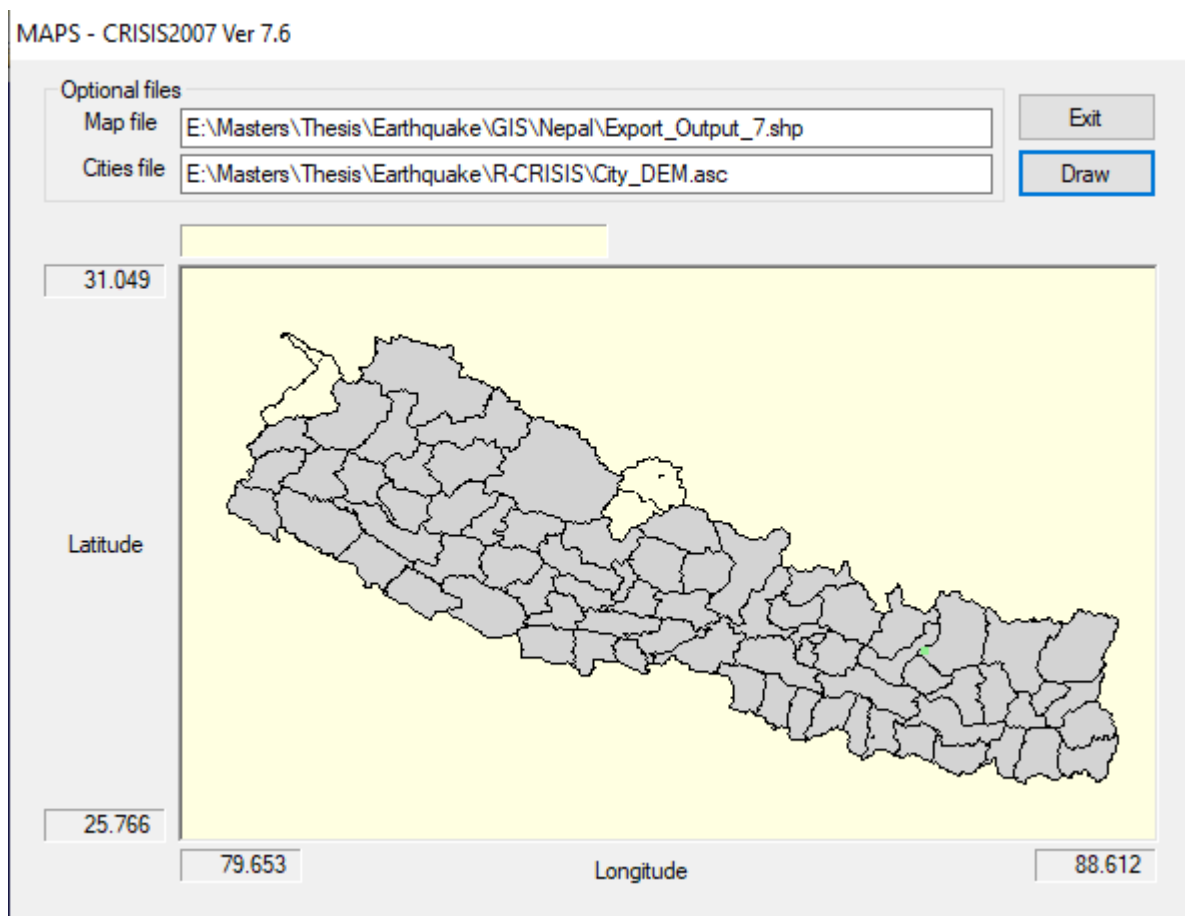 MAPS - CRISIS2007 Ver 7.6
Optional files
Map file
E:\Masters\Thesis\Earthquake\GIS\Nepal\Export_Output_7.shp
Exit
Cities file
E:\Masters\Thesis\Earthquake\R-CRISIS\City_DEM.asc
Draw
31.049
Latitude
25.766
79.653
Longitude
88.612